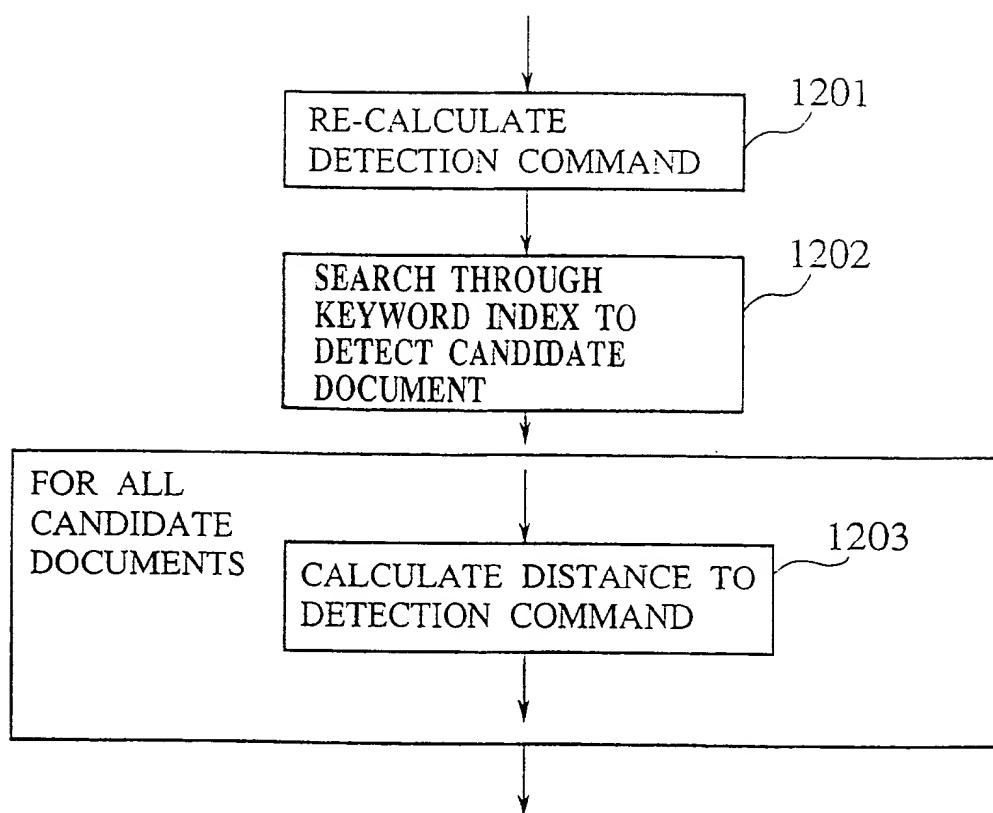 1201
RE-CALCULATE
DETECTION COMMAND
1202
SEARCH THROUGH
KEYWORD INDEX TO
DETECT CANDIDATE
DOCUMENT
FOR ALL
CANDIDATE
DOCUMENTS
1203
CALCULATE DISTANCE TO
DETECTION COMMAND